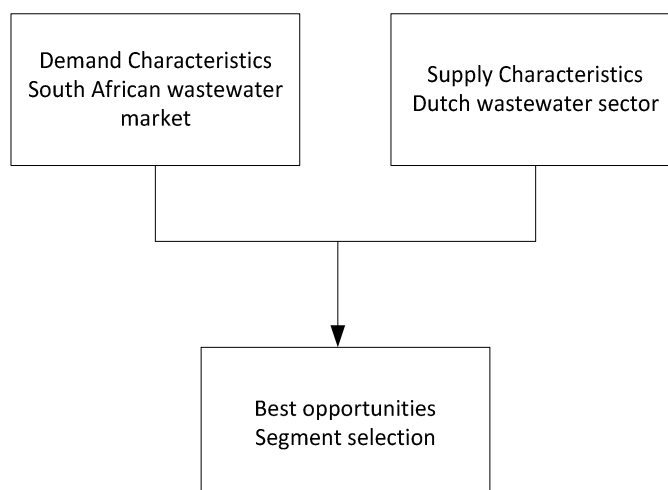 Demand Characteristics
South African wastewater
market
Supply Characteristics
Dutch wastewater sector
Best opportunities
Segment selection